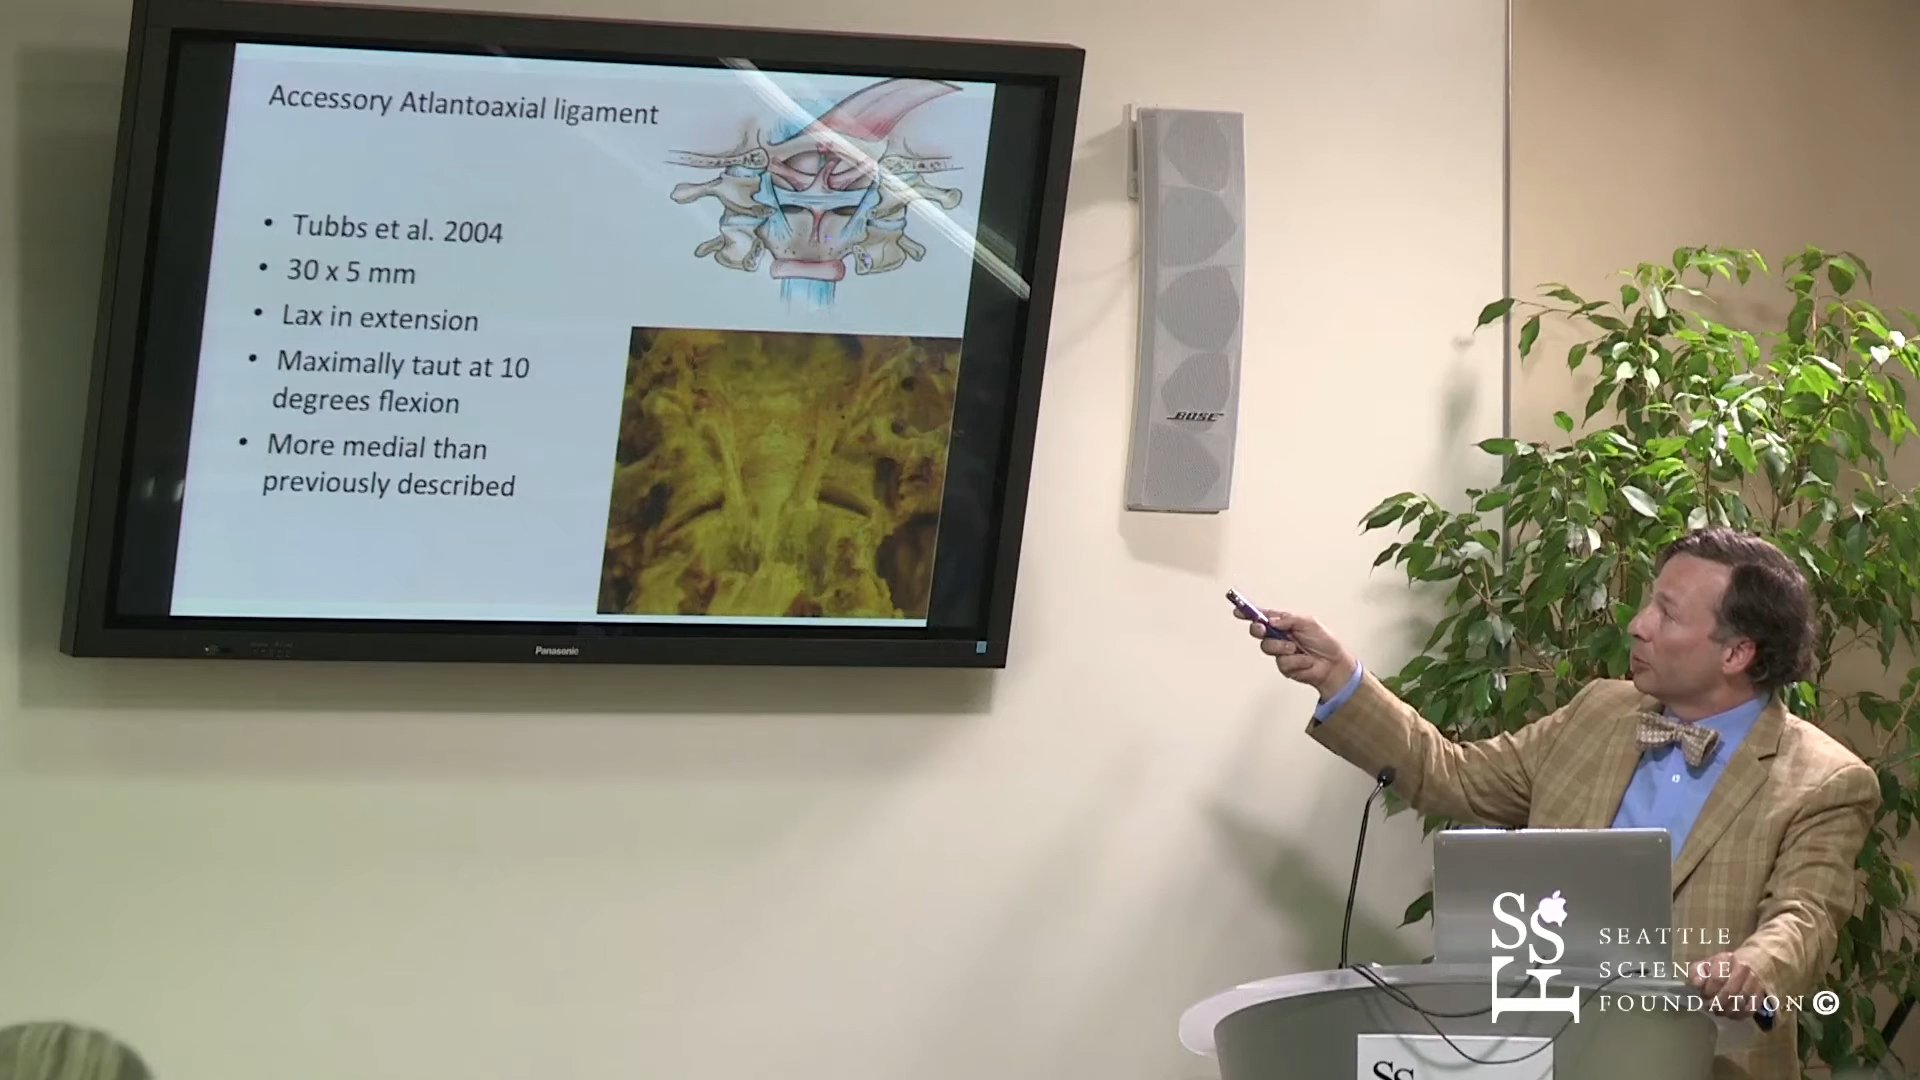 Accessory Atlantoaxial ligament
• Tubbs et al. 2004
• 30 x 5 mm
• Lax in extension
• Maximally taut at 10
degrees flexion
• More medial than
previously described
Panasonic
BOSE
SSF
SEATTLE
SCIENCE
FOUNDATION©
SS